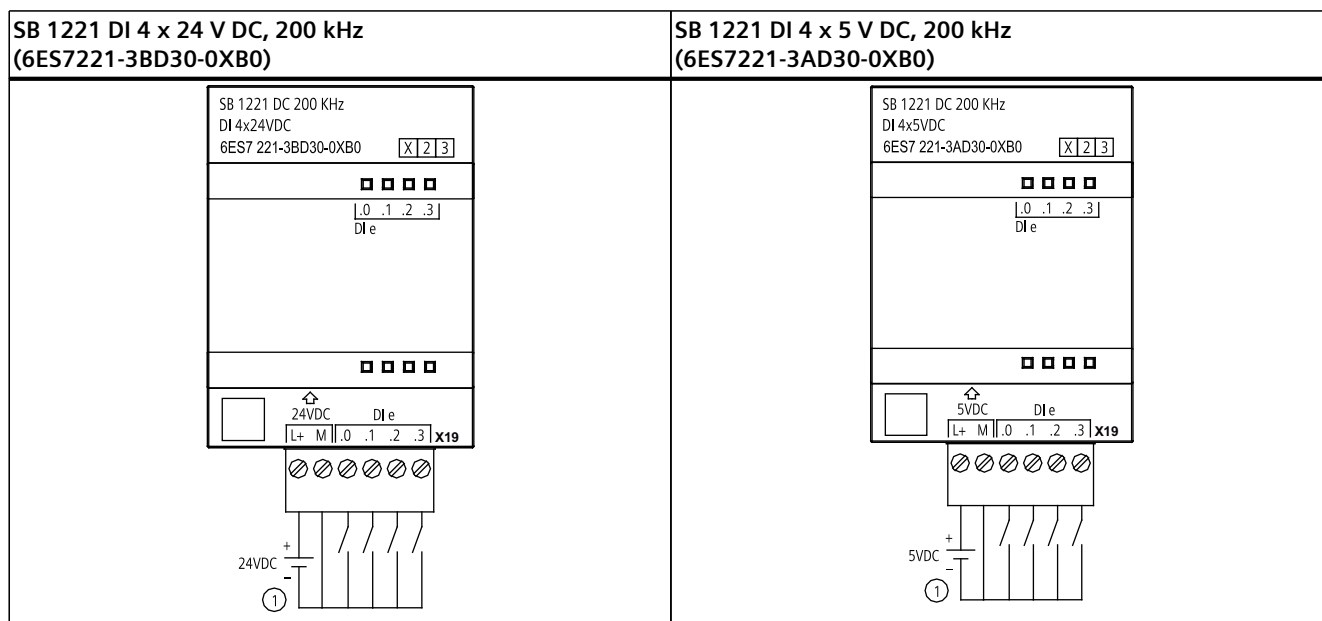 SB 1221 DI 4 x 24 V DC, 200 kHz
(6ES7221-3BD30-0XB0)
SB 1221 DI 4 x 5 V DC, 200 kHz
(6ES7221-3AD30-0XB0)
SB 1221 DC 200 KHz
DI 4x24VDC
6ES7 221-3BD30-0XB0 X 2 3
.0 .1 .2 .3
DI e
24VDC DI e
L+ M .0 .1 .2 .3 X19
+
24VDC
–
1
SB 1221 DC 200 KHz
DI 4x5VDC
6ES7 221-3AD30-0XB0 X 2 3
.0 .1 .2 .3
DI e
5VDC DI e
L+ M .0 .1 .2 .3 X19
+
5VDC
–
1